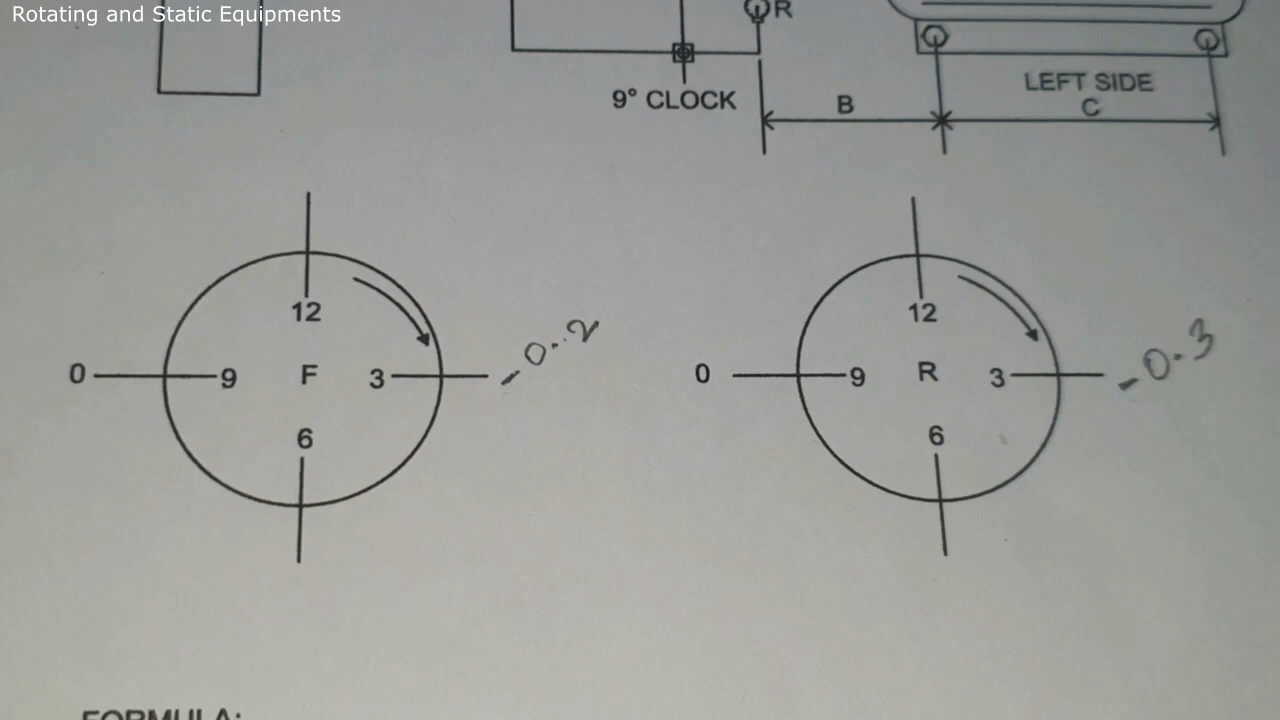 Rotating and Static Equipments
R
9° CLOCK
B
LEFT SIDE
C
12
0 9 F 3 -0.2
6
12
0 9 R 3 -0.3
6
FORMULA: